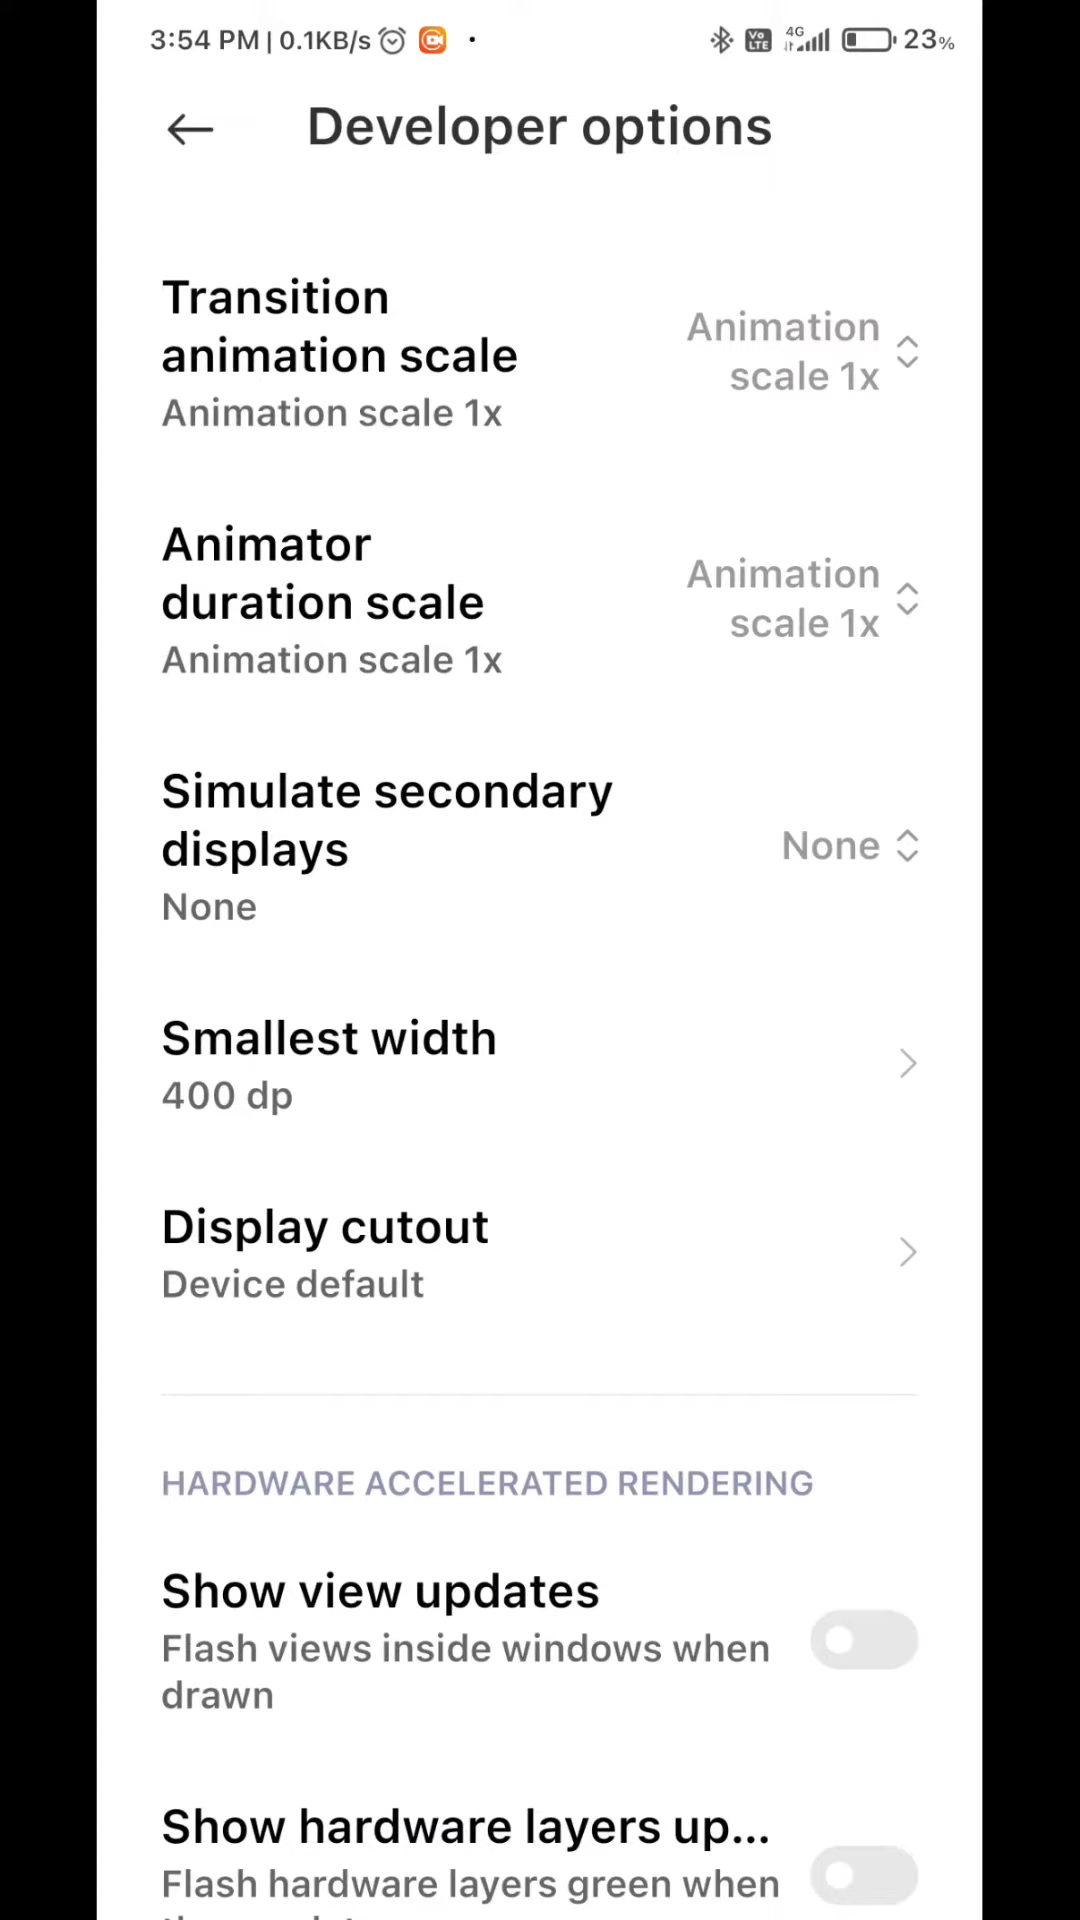 3:54 PM | 0.1KB/s
Vo LTE 4G 23%
Developer options
Transition
animation scale
Animation scale 1x
Animation
scale 1x
Animator
duration scale
Animation scale 1x
Animation
scale 1x
Simulate secondary
displays
None
None
Smallest width
400 dp
Display cutout
Device default
HARDWARE ACCELERATED RENDERING
Show view updates
Flash views inside windows when
drawn
Show hardware layers up...
Flash hardware layers green when